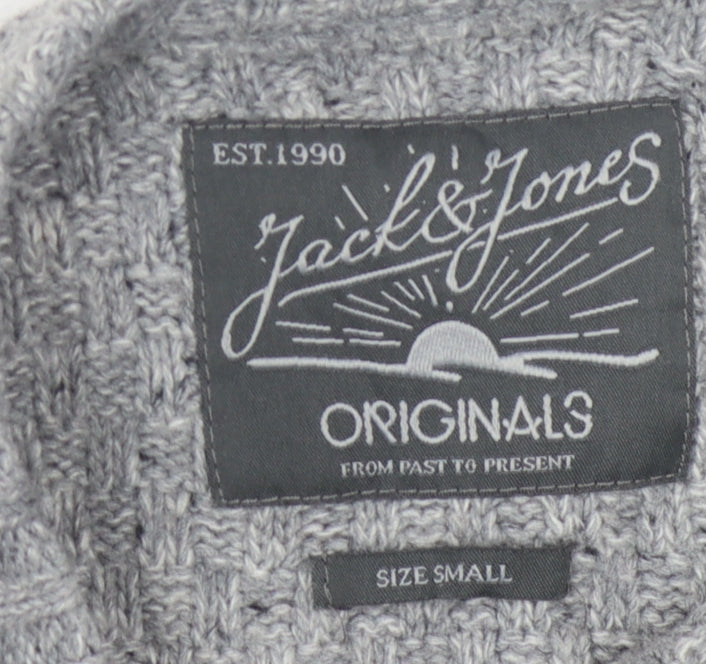 EST.1990
Jack&Jones
ORIGINALS
FROM PAST TO PRESENT
SIZE SMALL